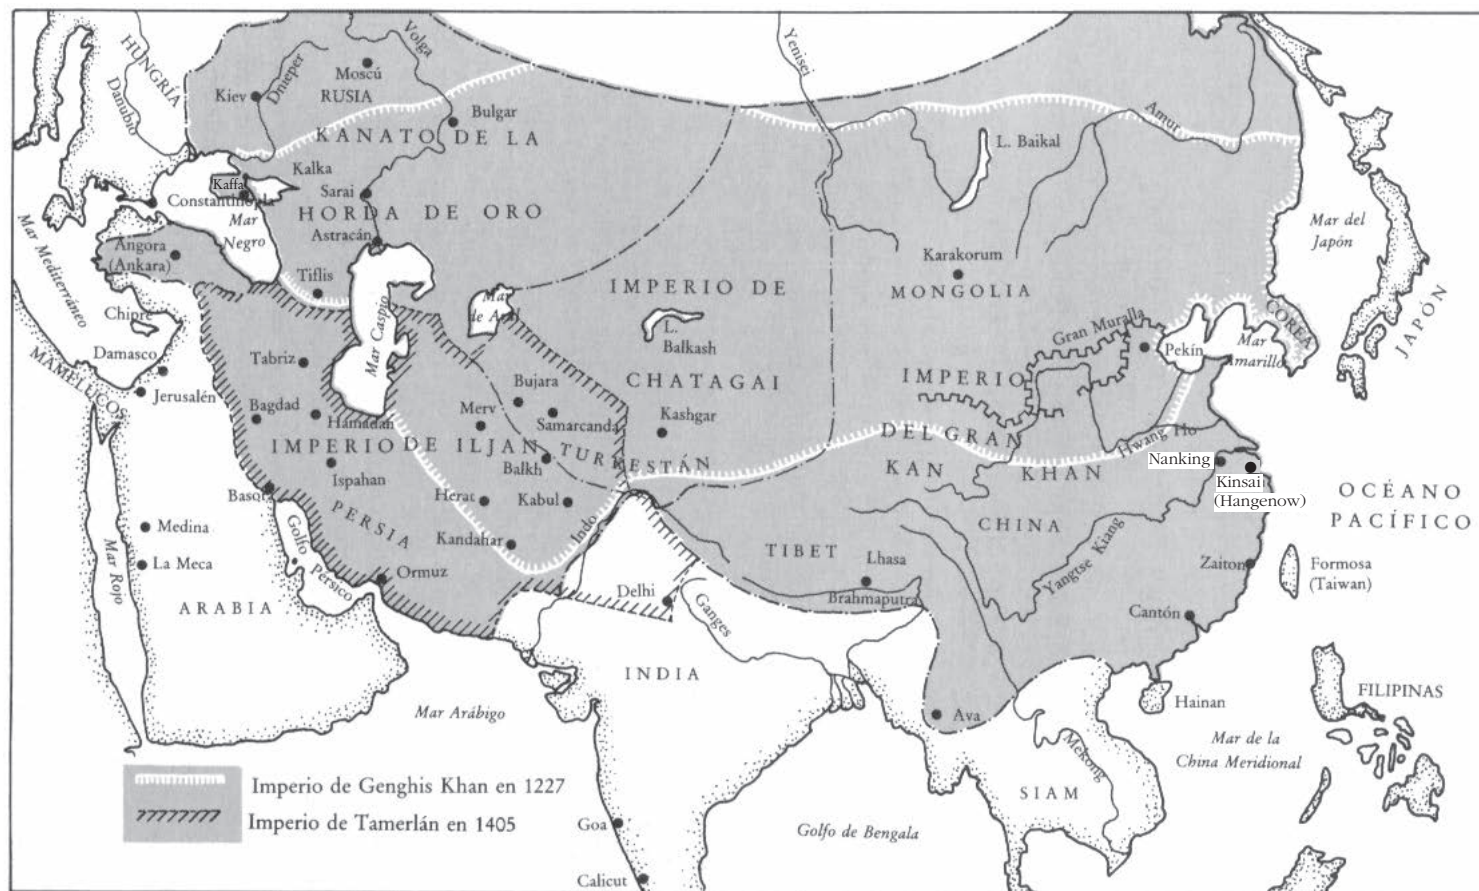 HUNGRÍA
Danubio
Kiev
Dnieper
Moscú
RUSIA
Volga
Bulgar
KANATO DE LA
HORDA DE ORO
Kalka
Sarai
Astracán
Kaffa
Constantinopla
Mar
Negro
Angora
(Ankara)
Tiflis
Mar Mediterráneo
Chipre
Damasco
MAMELUCOS
Jerusalén
Mar Caspio
Mar
de Aral
Yenisei
L. Baikal
Amur
Karakorum
MONGOLIA
IMPERIO DE
CHATAGAI
L.
Balkash
Gran Muralla
Pekín
Mar
Amarillo
COREA
Mar del
Japón
JAPÓN
Tabriz
Bagdad
Hamadán
IMPERIO DE ILJAN
Ispahan
Basora
PERSIA
Merv
Bujara
Samarcanda
Balkh
TURKESTÁN
Kashgar
Herat
Kabul
Kandahar
Indo
Ormuz
Golfo
Pérsico
Medina
La Meca
Mar Rojo
ARABIA
IMPERIO
DEL GRAN
KAN
KHAN
CHINA
Hwang Ho
Nanking
Kinsai
(Hangenow)
OCÉANO
PACÍFICO
TIBET
Lhasa
Brahmaputra
Yangtse Kiang
Zaiton
Formosa
(Taiwan)
Cantón
Delhi
Ganges
INDIA
Mar Arábigo
Ava
Hainan
FILIPINAS
Mar de la
China Meridional
Mekong
SIAM
Goa
Golfo de Bengala
Calicut
Imperio de Genghis Khan en 1227
Imperio de Tamerlán en 1405